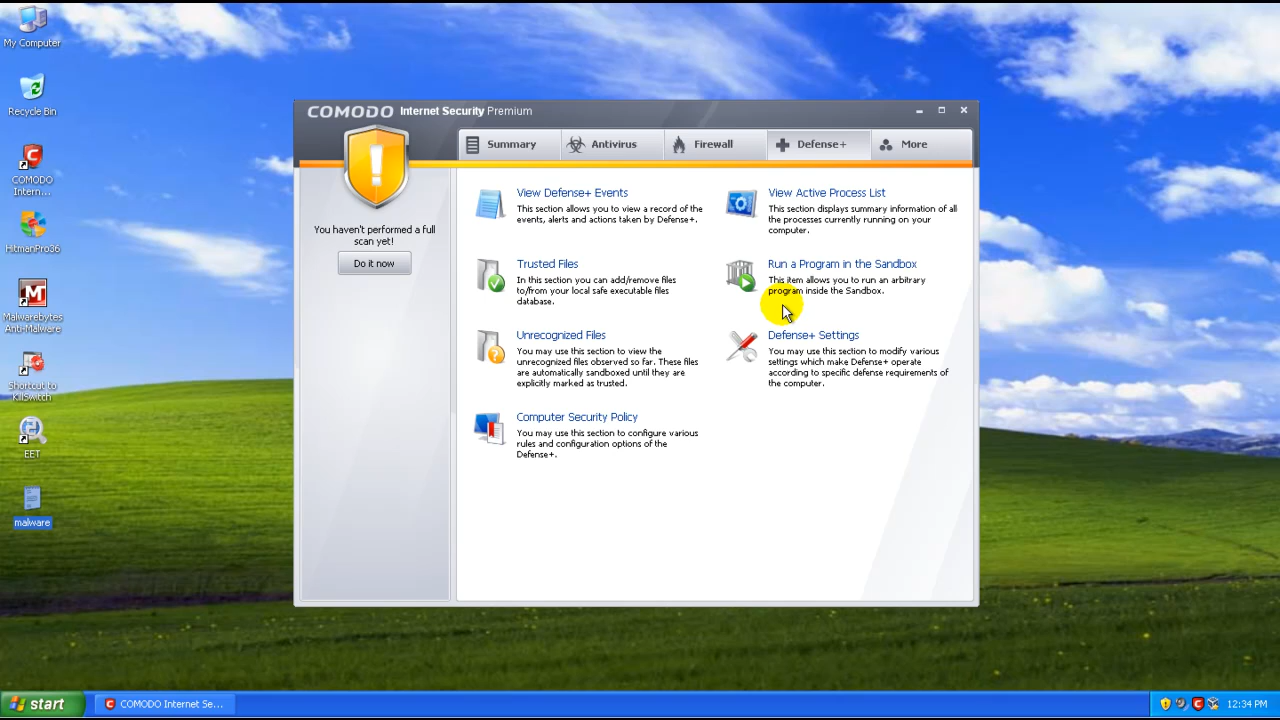 My Computer
Recycle Bin
COMODO
Intern...
HitmanPro36
Malwarebytes
Anti-Malware
Shortcut to
KillSwitch
EET
malware
COMODO Internet Security Premium
Summary
Antivirus
Firewall
Defense+
More
You haven't performed a full
scan yet!
Do it now
View Defense+ Events
This section allows you to view a record of the
events, alerts and actions taken by Defense+.
View Active Process List
This section displays summary information of all
the processes currently running on your
computer.
Trusted Files
In this section you can add/remove files
to/from your local safe executable files
database.
Run a Program in the Sandbox
This item allows you to run an arbitrary
program inside the Sandbox.
Unrecognized Files
You may use this section to view the
unrecognized files observed so far. These files
are automatically sandboxed until they are
explicitly marked as trusted.
Defense+ Settings
You may use this section to modify various
settings which make Defense+ operate
according to specific defense requirements of
the computer.
Computer Security Policy
You may use this section to configure various
rules and configuration options of the
Defense+.
start
COMODO Internet Se...
12:34 PM